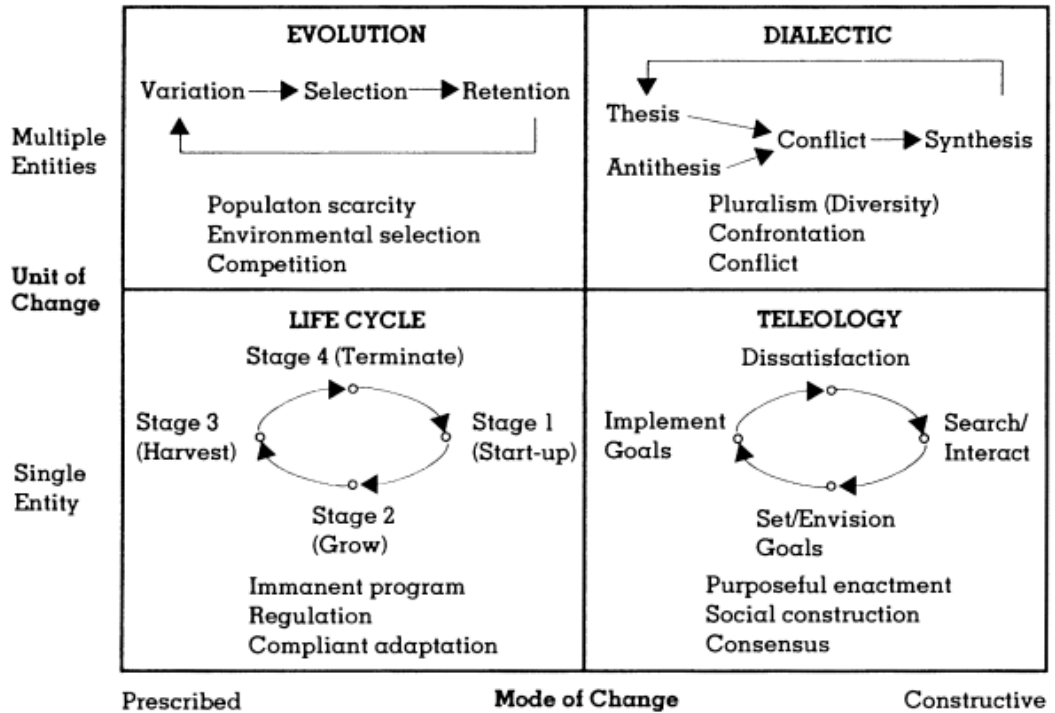 EVOLUTION
Variation Selection Retention
Populaton scarcity
Environmental selection
Competition
DIALECTIC
Thesis
Antithesis
Conflict Synthesis
Pluralism (Diversity)
Confrontation
Conflict
Multiple
Entities
Unit of
Change
Single
Entity
LIFE CYCLE
Stage 4 (Terminate)
Stage 3
(Harvest)
Stage 1
(Start-up)
Stage 2
(Grow)
Immanent program
Regulation
Compliant adaptation
TELEOLOGY
Dissatisfaction
Implement
Goals
Search/
Interact
Set/Envision
Goals
Purposeful enactment
Social construction
Consensus
Prescribed Mode of Change Constructive